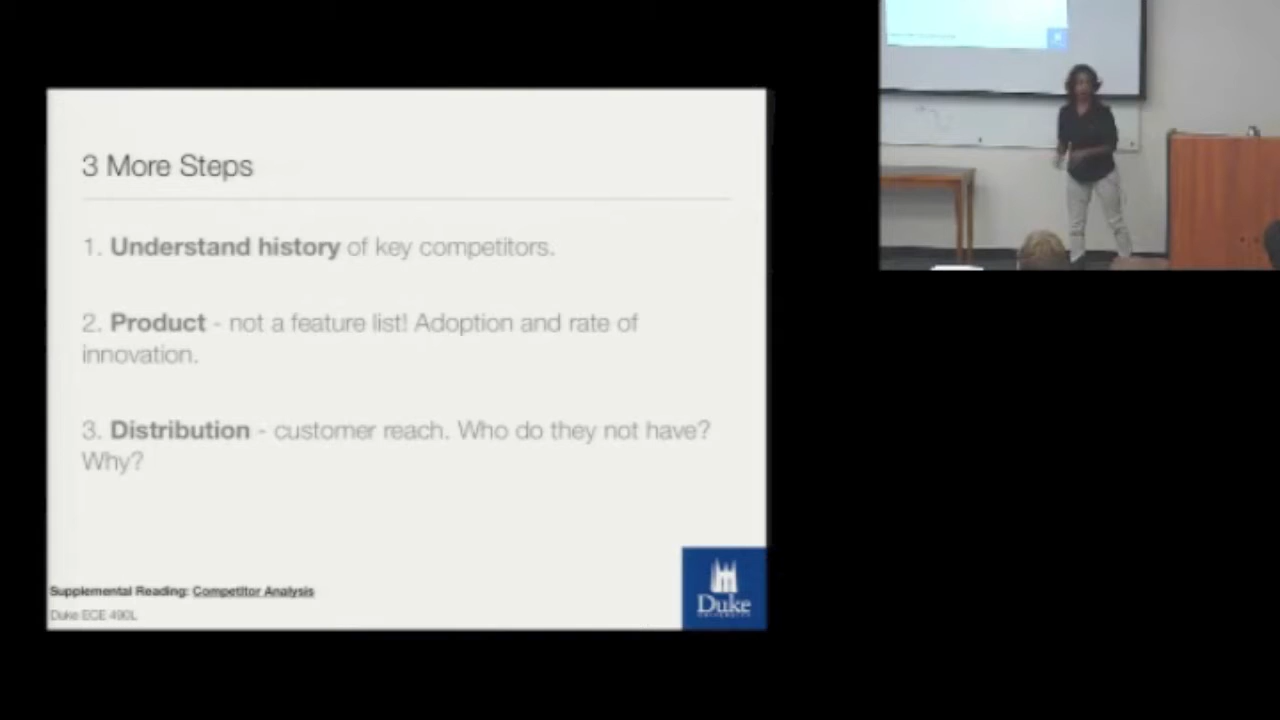 3 More Steps
1. Understand history of key competitors.
2. Product - not a feature list! Adoption and rate of
innovation.
3. Distribution - customer reach. Who do they not have?
Why?
Supplemental Reading: Competitor Analysis
Duke ECE 490L
Duke
UNIVERSITY